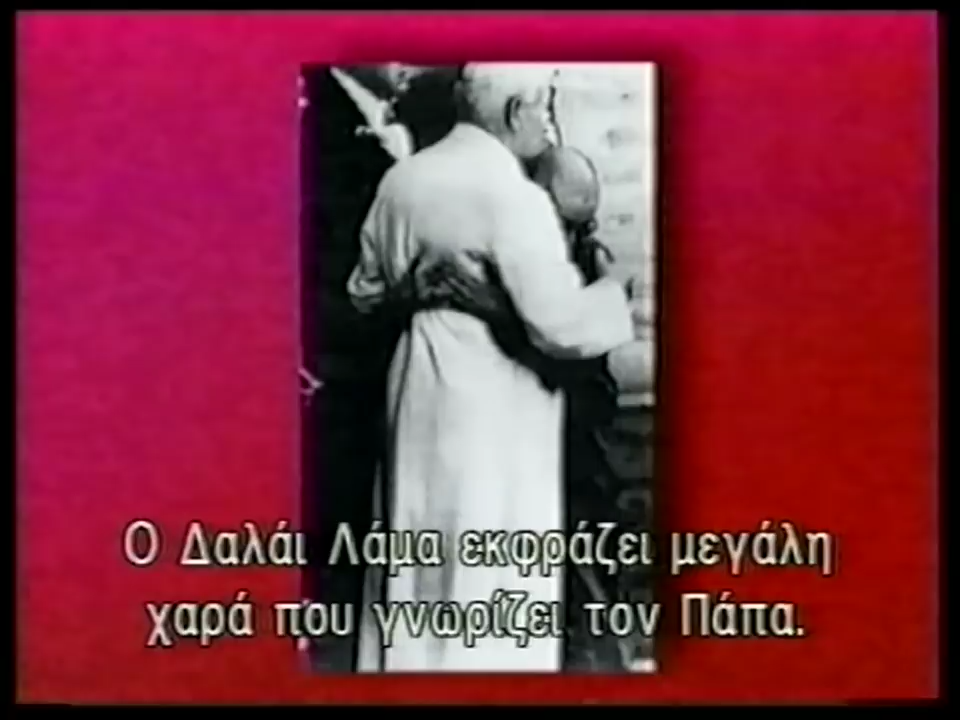 Ο Δαλάι Λάμα εκφράζει μεγάλη
χαρά που γνωρίζει τον Πάπα.